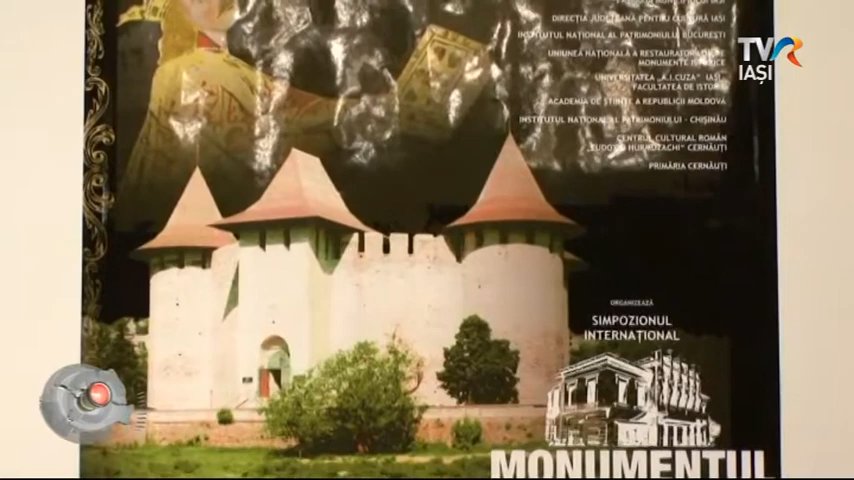 DIRECȚIA JUDEȚEANĂ PENTRU CULTURĂ IAȘI
INSTITUTUL NAȚIONAL AL PATRIMONIULUI BUCUREȘTI
UNIUNEA NAȚIONALĂ A RESTAURATORILOR DE
MONUMENTE ISTORICE
UNIVERSITATEA "A.I.CUZA" IAȘI,
FACULTATEA DE ISTORIE
ACADEMIA DE ȘTIINȚE A REPUBLICII MOLDOVA
INSTITUTUL NAȚIONAL AL PATRIMONIULUI - CHIȘINĂU
CENTRUL CULTURAL ROMÂN
"EUDOXIU HURMUZACHI" CERNĂUȚI
PRIMĂRIA CERNĂUȚI
TVR
IAȘI
ORGANIZEAZĂ
SIMPOZIONUL
INTERNAȚIONAL
MONUMENTUL